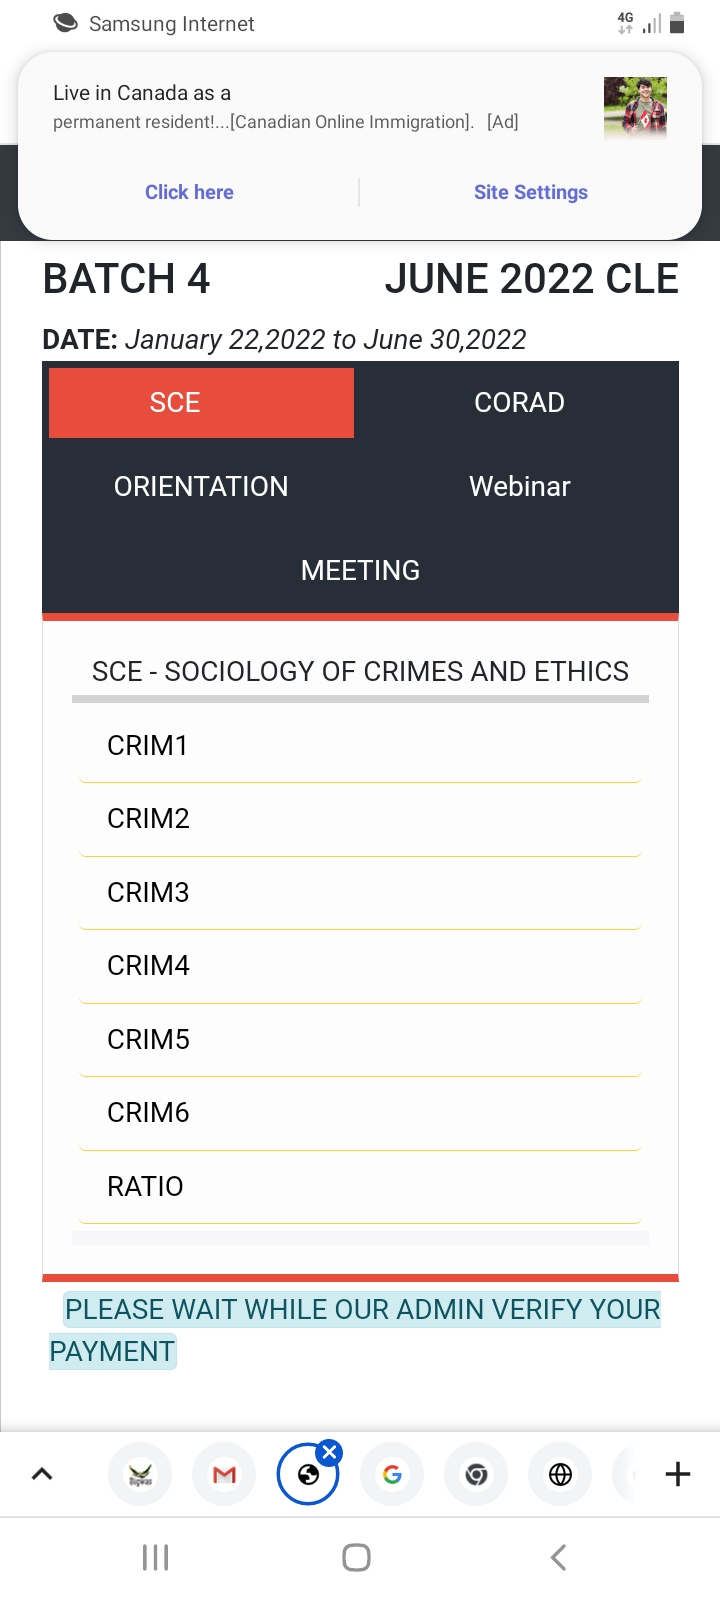 Samsung Internet
4G
Live in Canada as a
permanent resident!...[Canadian Online Immigration]. [Ad]
Click here
Site Settings
BATCH 4
JUNE 2022 CLE
DATE: January 22,2022 to June 30,2022
SCE
CORAD
ORIENTATION
Webinar
MEETING
SCE - SOCIOLOGY OF CRIMES AND ETHICS
CRIM1
CRIM2
CRIM3
CRIM4
CRIM5
CRIM6
RATIO
PLEASE WAIT WHILE OUR ADMIN VERIFY YOUR
PAYMENT